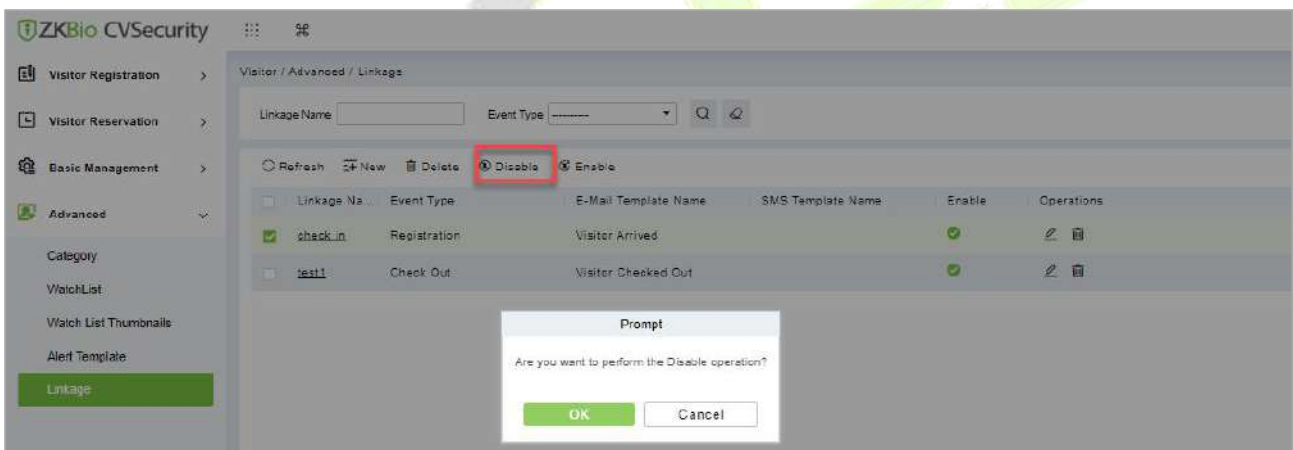 ZKBio CVSecurity
Visitor Registration
Visitor Reservation
Basic Management
Advanced
Category
WatchList
Watch List Thumbnails
Alert Template
Linkage
Visitor / Advanced / Linkage
Linkage Name Event Type ---------
Refresh New Delete Disable Enable
Linkage Na... Event Type E-Mail Template Name SMS Template Name Enable Operations
check in Registration Visitor Arrived
test1 Check Out Visitor Checked Out
Prompt
Are you want to perform the Disable operation?
OK Cancel